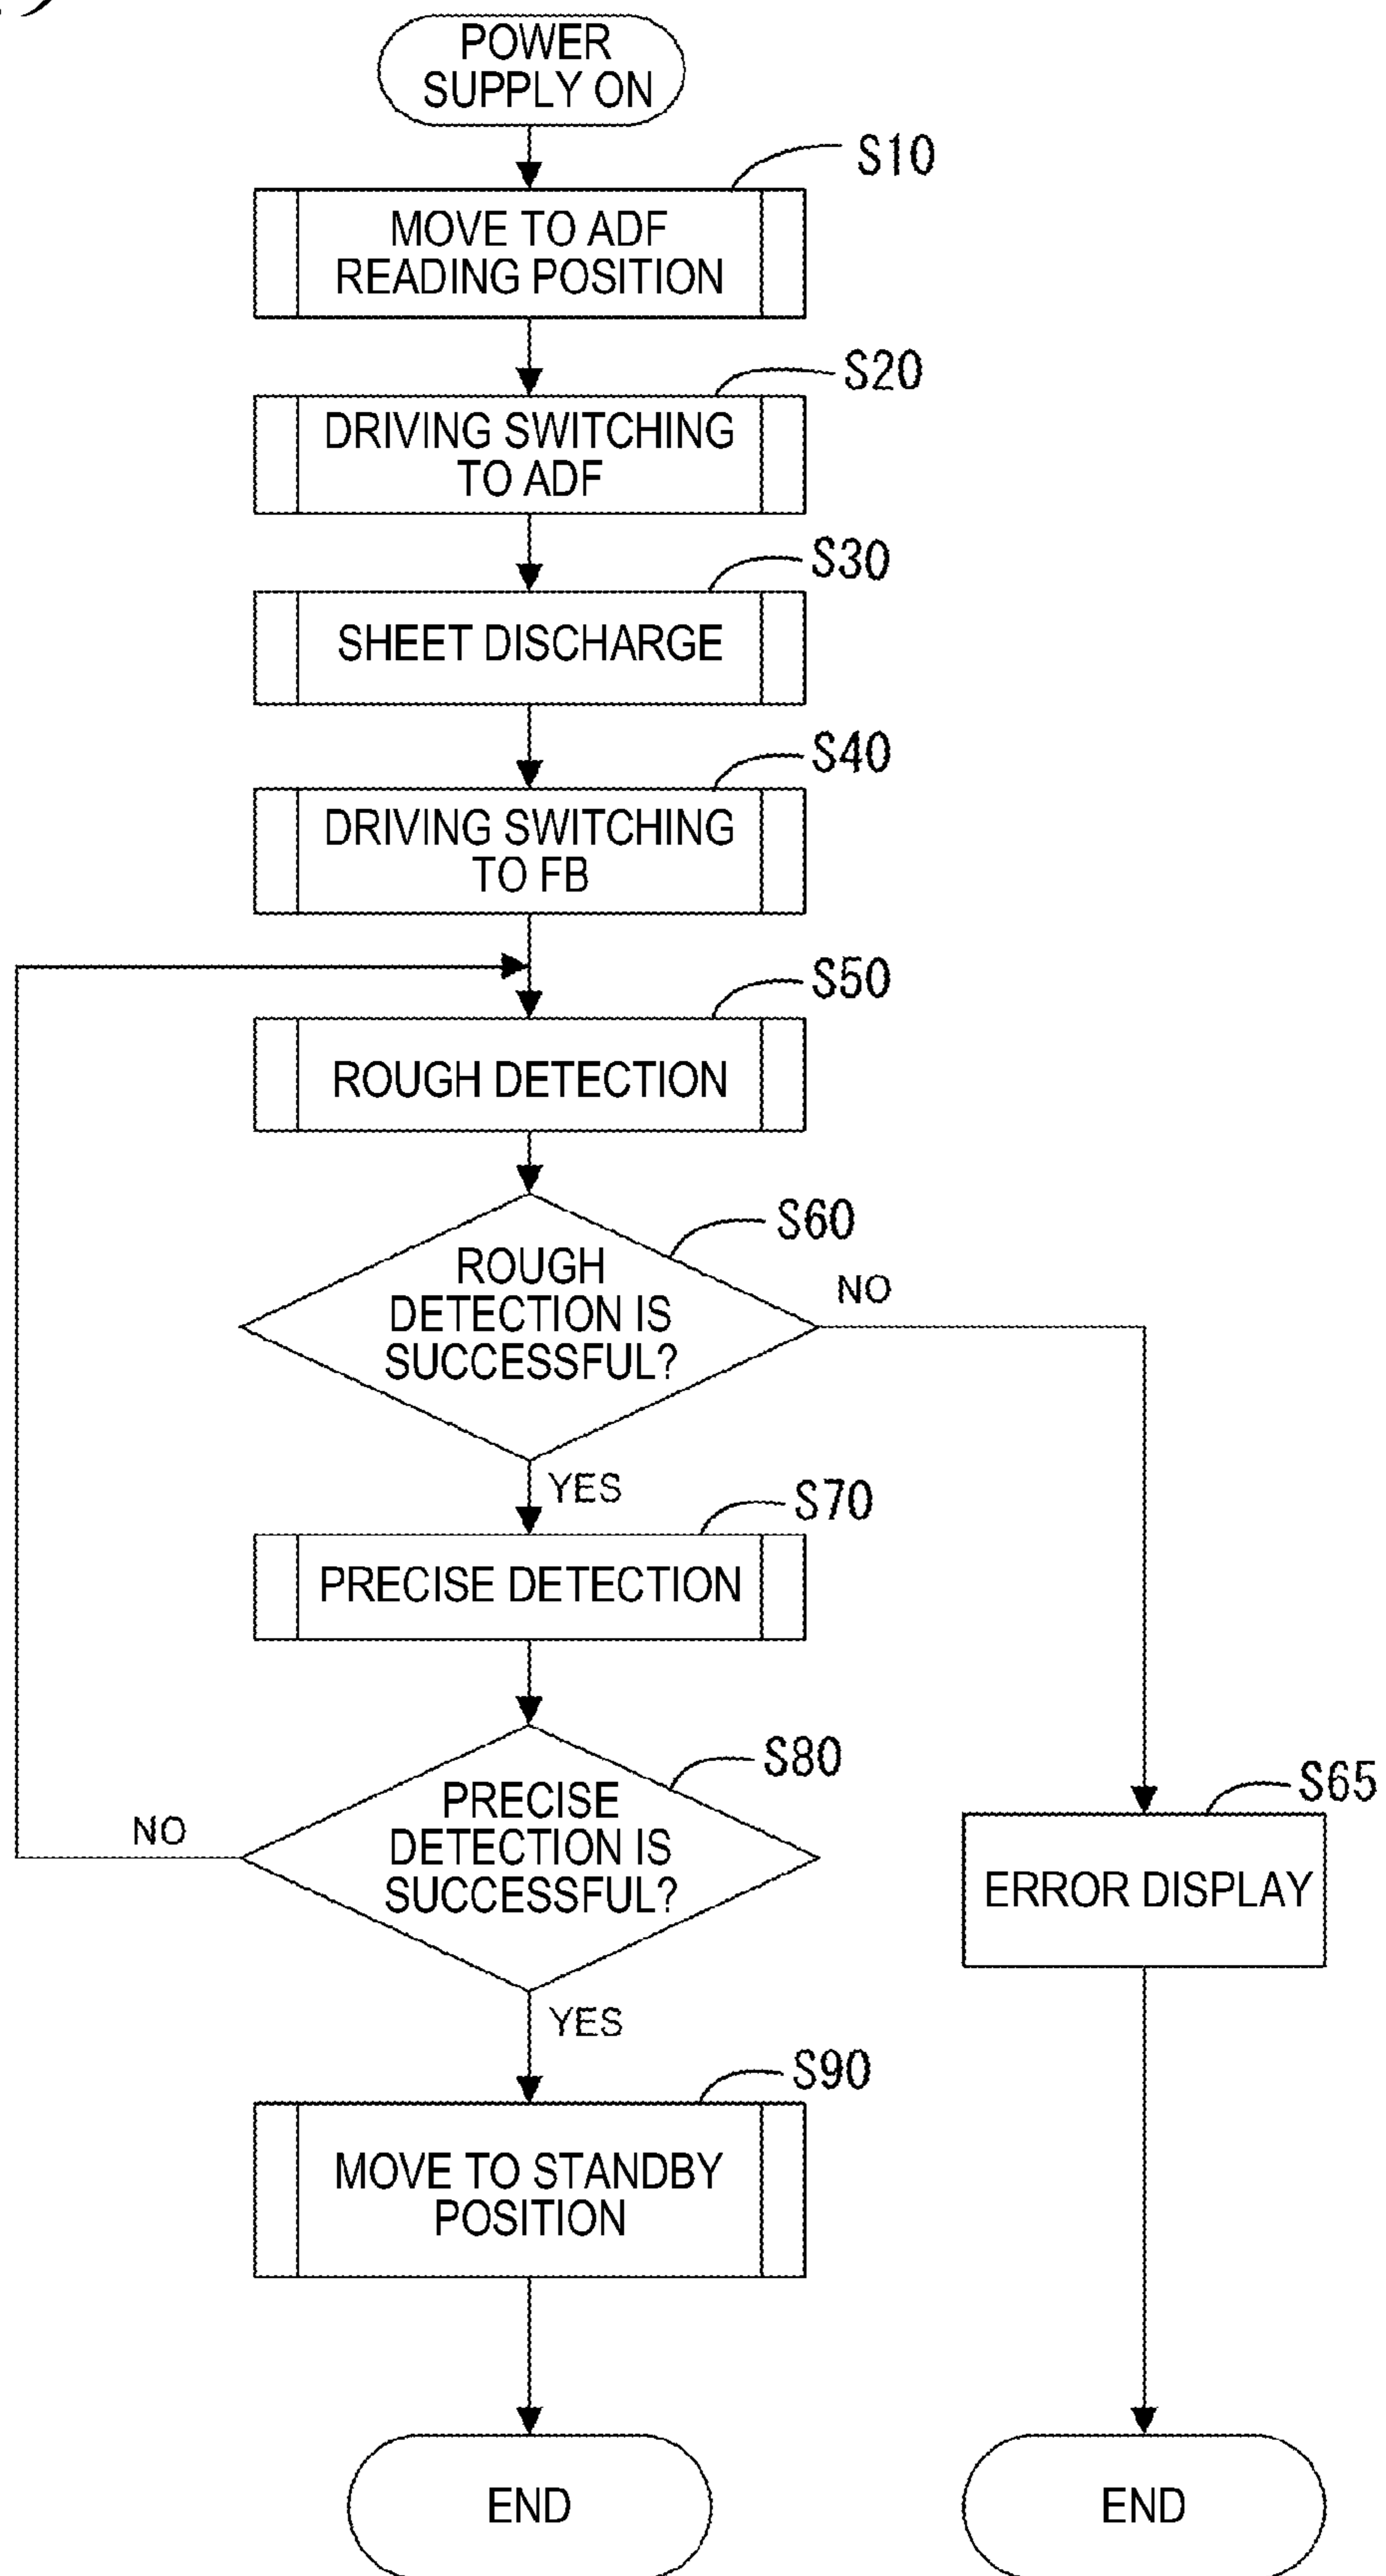 POWER
SUPPLY ON
S10
MOVE TO ADF
READING POSITION
S20
DRIVING SWITCHING
TO ADF
S30
SHEET DISCHARGE
S40
DRIVING SWITCHING
TO FB
S50
ROUGH DETECTION
S60
ROUGH
DETECTION IS
SUCCESSFUL?
NO
YES
S70
PRECISE DETECTION
S80
PRECISE
DETECTION IS
SUCCESSFUL?
NO
YES
S65
ERROR DISPLAY
S90
MOVE TO STANDBY
POSITION
END
END